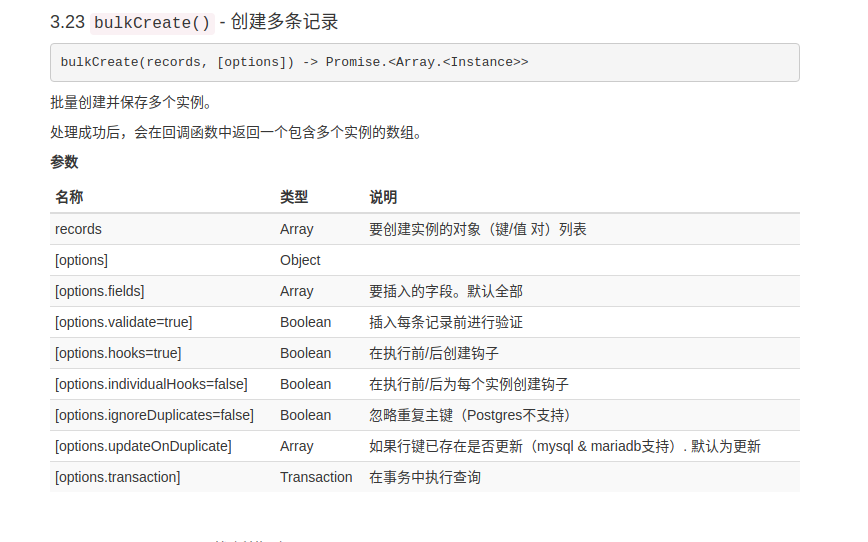 3.23 bulkCreate() - 创建多条记录
bulkCreate(records, [options]) -> Promise.<Array.<Instance>>
批量创建并保存多个实例。
处理成功后，会在回调函数中返回一个包含多个实例的数组。
参数
名称 类型 说明
records Array 要创建实例的对象（键/值 对）列表
[options] Object
[options.fields] Array 要插入的字段。默认全部
[options.validate=true] Boolean 插入每条记录前进行验证
[options.hooks=true] Boolean 在执行前/后创建钩子
[options.individualHooks=false] Boolean 在执行前/后为每个实例创建钩子
[options.ignoreDuplicates=false] Boolean 忽略重复主键（Postgres不支持）
[options.updateOnDuplicate] Array 如果行键已存在是否更新（mysql & mariadb支持）. 默认为更新
[options.transaction] Transaction 在事务中执行查询